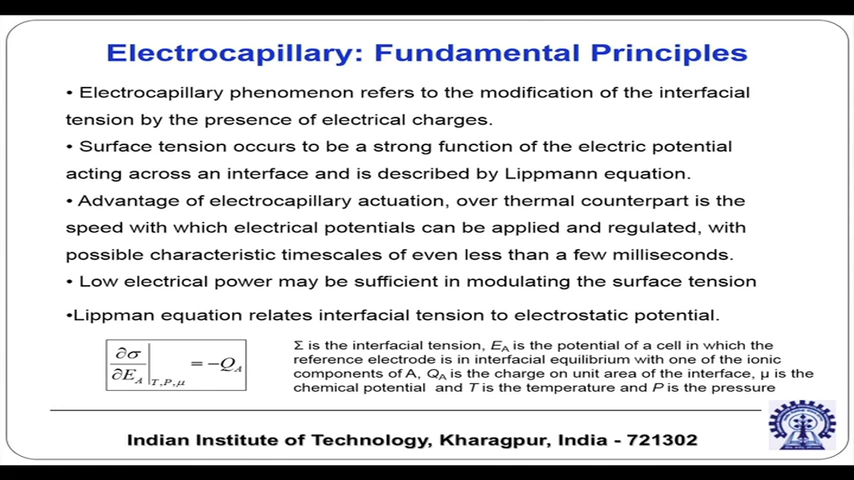 Electrocapillary: Fundamental Principles
• Electrocapillary phenomenon refers to the modification of the interfacial
tension by the presence of electrical charges.
• Surface tension occurs to be a strong function of the electric potential
acting across an interface and is described by Lippmann equation.
• Advantage of electrocapillary actuation, over thermal counterpart is the
speed with which electrical potentials can be applied and regulated, with
possible characteristic timescales of even less than a few milliseconds.
• Low electrical power may be sufficient in modulating the surface tension
•Lippman equation relates interfacial tension to electrostatic potential.
∂σ/∂E_A |_T,P,μ = −Q_A
Σ is the interfacial tension, E_A is the potential of a cell in which the
reference electrode is in interfacial equilibrium with one of the ionic
components of A, Q_A is the charge on unit area of the interface, μ is the
chemical potential and T is the temperature and P is the pressure
Indian Institute of Technology, Kharagpur, India - 721302